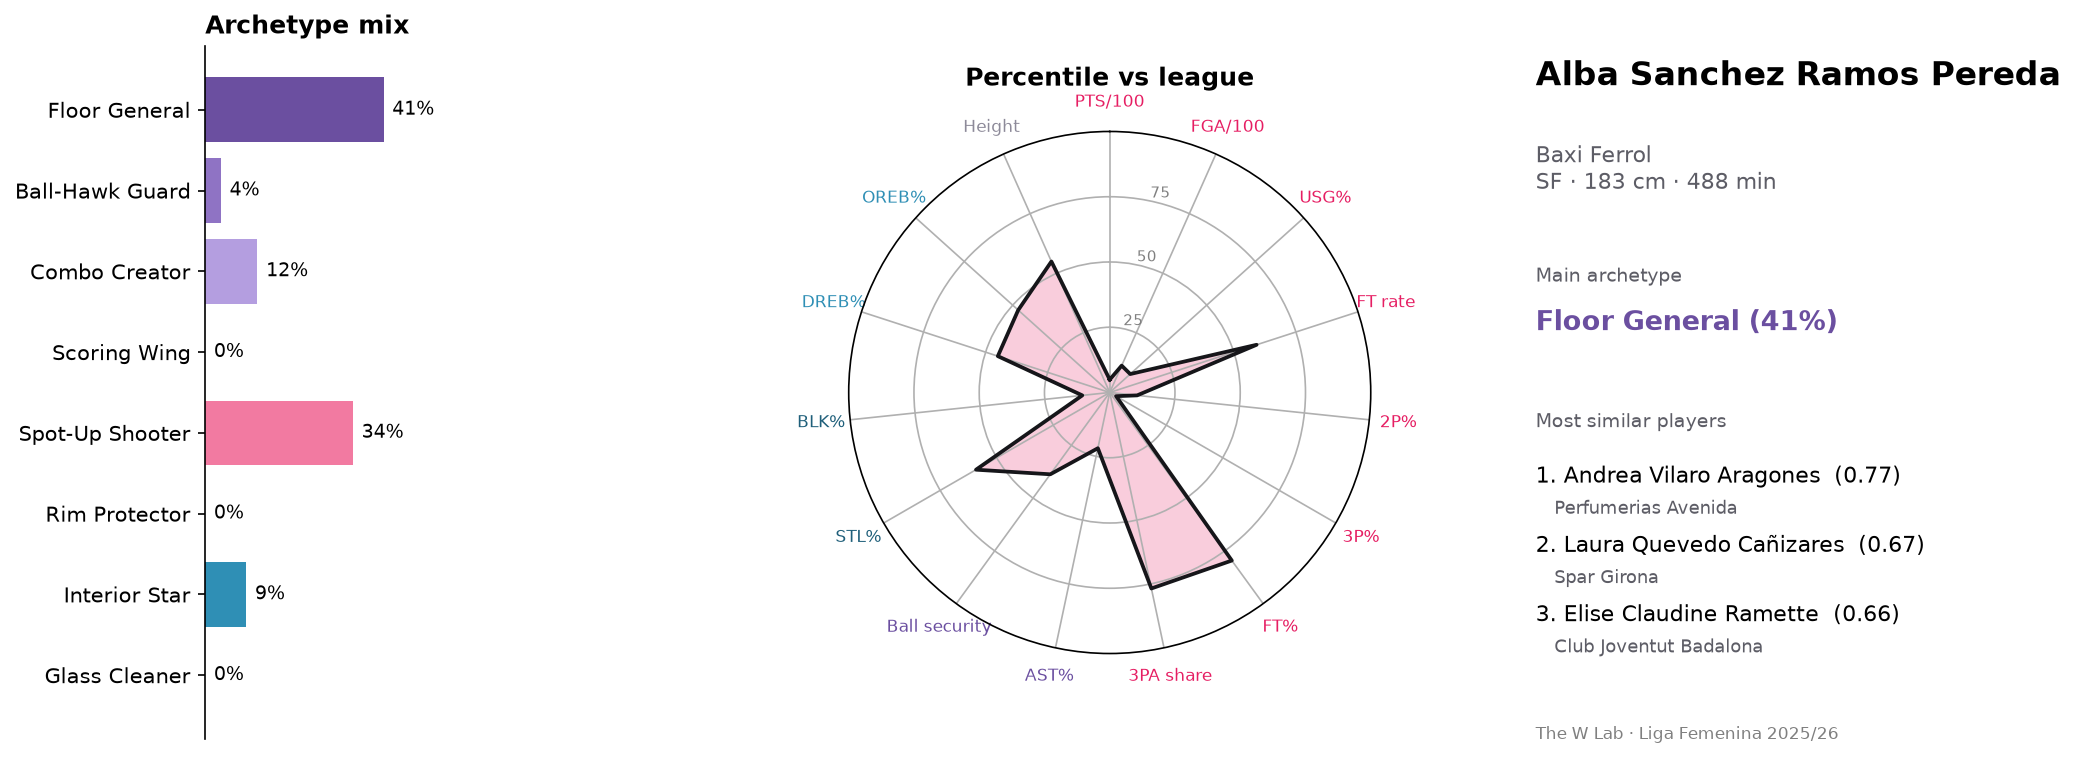 Archetype mix
Floor General 41%
Ball-Hawk Guard 4%
Combo Creator 12%
Scoring Wing 0%
Spot-Up Shooter 34%
Rim Protector 0%
Interior Star 9%
Glass Cleaner 0%
Percentile vs league
PTS/100
FGA/100
USG%
FT rate
2P%
3P%
FT%
3PA share
AST%
Ball security
STL%
BLK%
DREB%
OREB%
Height
75
50
25
Alba Sanchez Ramos Pereda
Baxi Ferrol
SF · 183 cm · 488 min
Main archetype
Floor General (41%)
Most similar players
1. Andrea Vilaro Aragones (0.77)
Perfumerias Avenida
2. Laura Quevedo Cañizares (0.67)
Spar Girona
3. Elise Claudine Ramette (0.66)
Club Joventut Badalona
The W Lab · Liga Femenina 2025/26